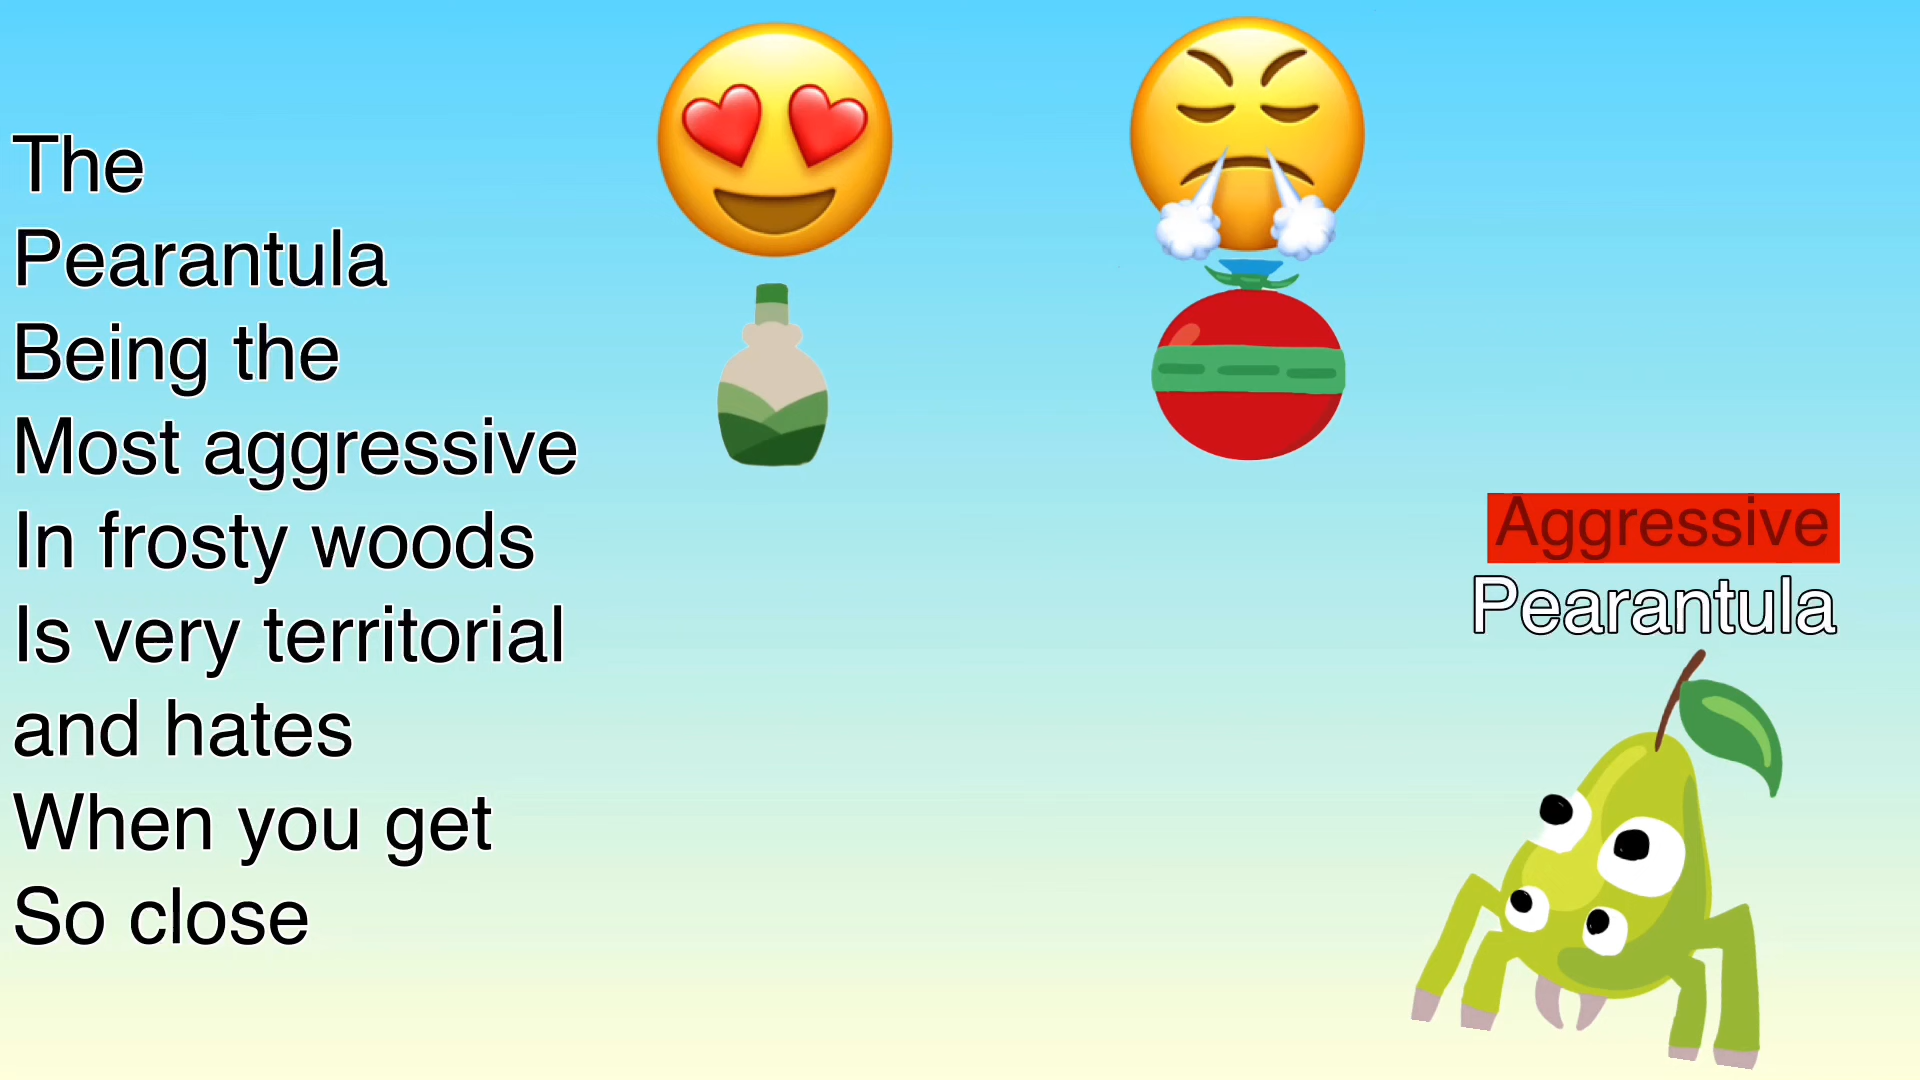 The
Pearantula
Being the
Most aggressive
In frosty woods
Is very territorial
and hates
When you get
So close
Aggressive
Pearantula